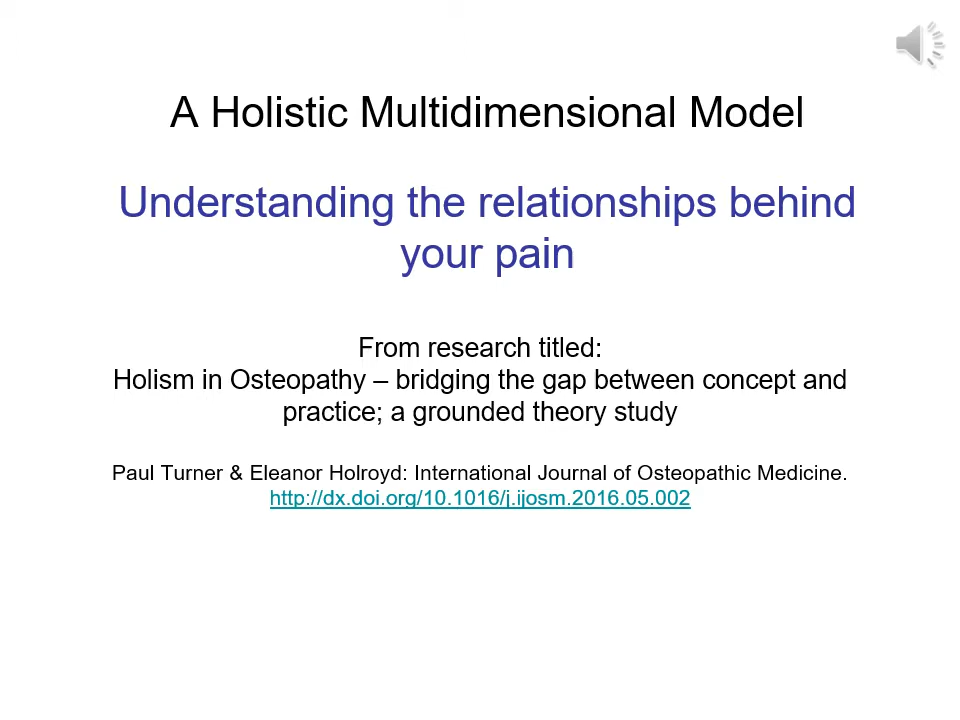 A Holistic Multidimensional Model
Understanding the relationships behind
your pain
From research titled:
Holism in Osteopathy – bridging the gap between concept and
practice; a grounded theory study
Paul Turner & Eleanor Holroyd: International Journal of Osteopathic Medicine.
http://dx.doi.org/10.1016/j.ijosm.2016.05.002